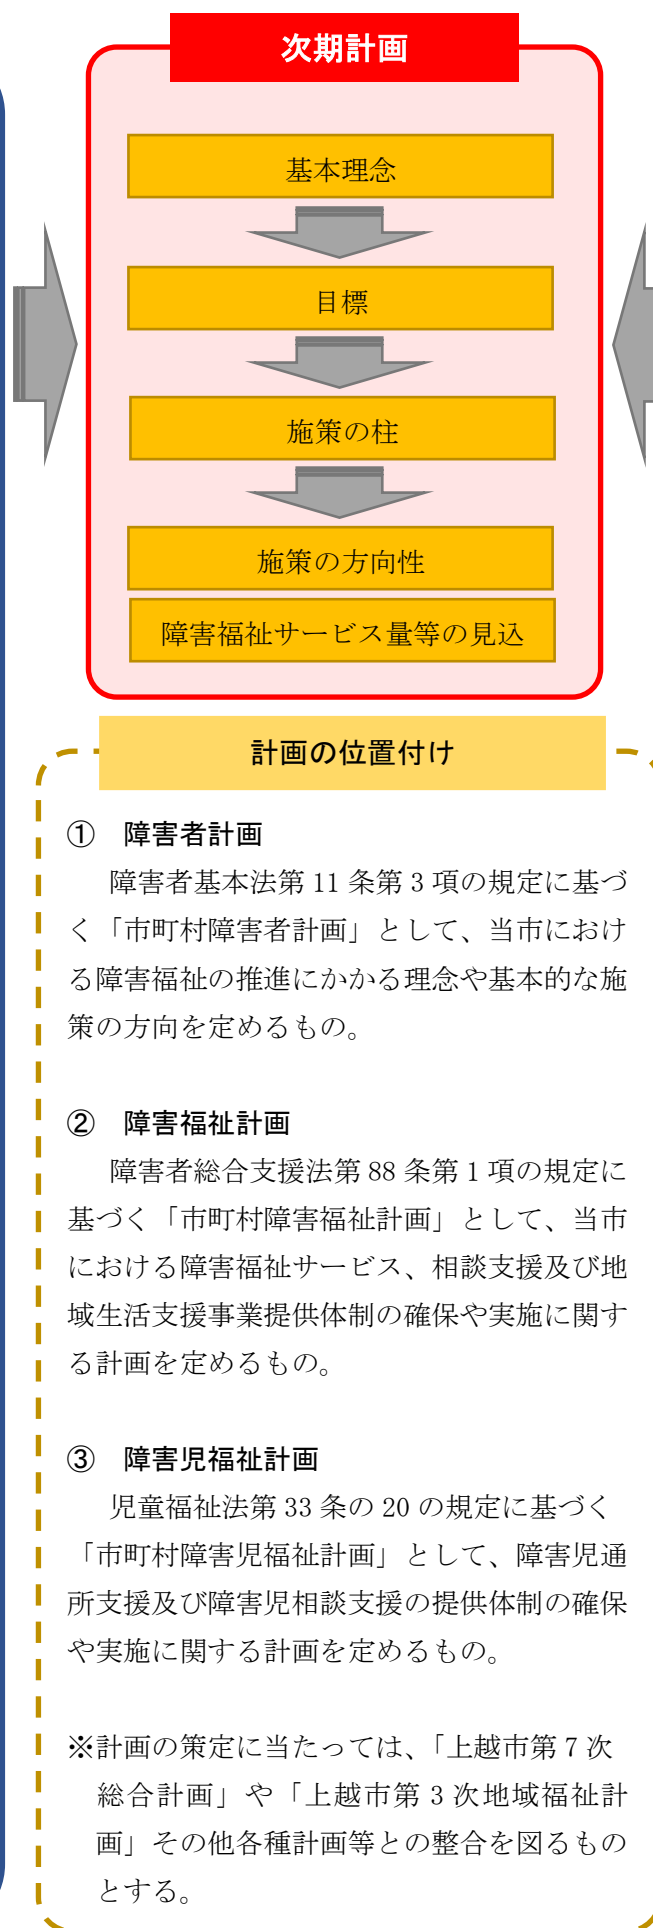 次期計画
基本理念
目標
施策の柱
施策の方向性
障害福祉サービス量等の見込
計画の位置付け
① 障害者計画
障害者基本法第 11 条第 3 項の規定に基づ
く「市町村障害者計画」として、当市におけ
る障害福祉の推進にかかる理念や基本的な施
策の方向を定めるもの。
② 障害福祉計画
障害者総合支援法第 88 条第 1 項の規定に
基づく「市町村障害福祉計画」として、当市
における障害福祉サービス、相談支援及び地
域生活支援事業提供体制の確保や実施に関す
る計画を定めるもの。
③ 障害児福祉計画
児童福祉法第 33 条の 20 の規定に基づく
「市町村障害児福祉計画」として、障害児通
所支援及び障害児相談支援の提供体制の確保
や実施に関する計画を定めるもの。
※計画の策定に当たっては、「上越市第 7 次
総合計画」や「上越市第 3 次地域福祉計
画」その他各種計画等との整合を図るもの
とする。